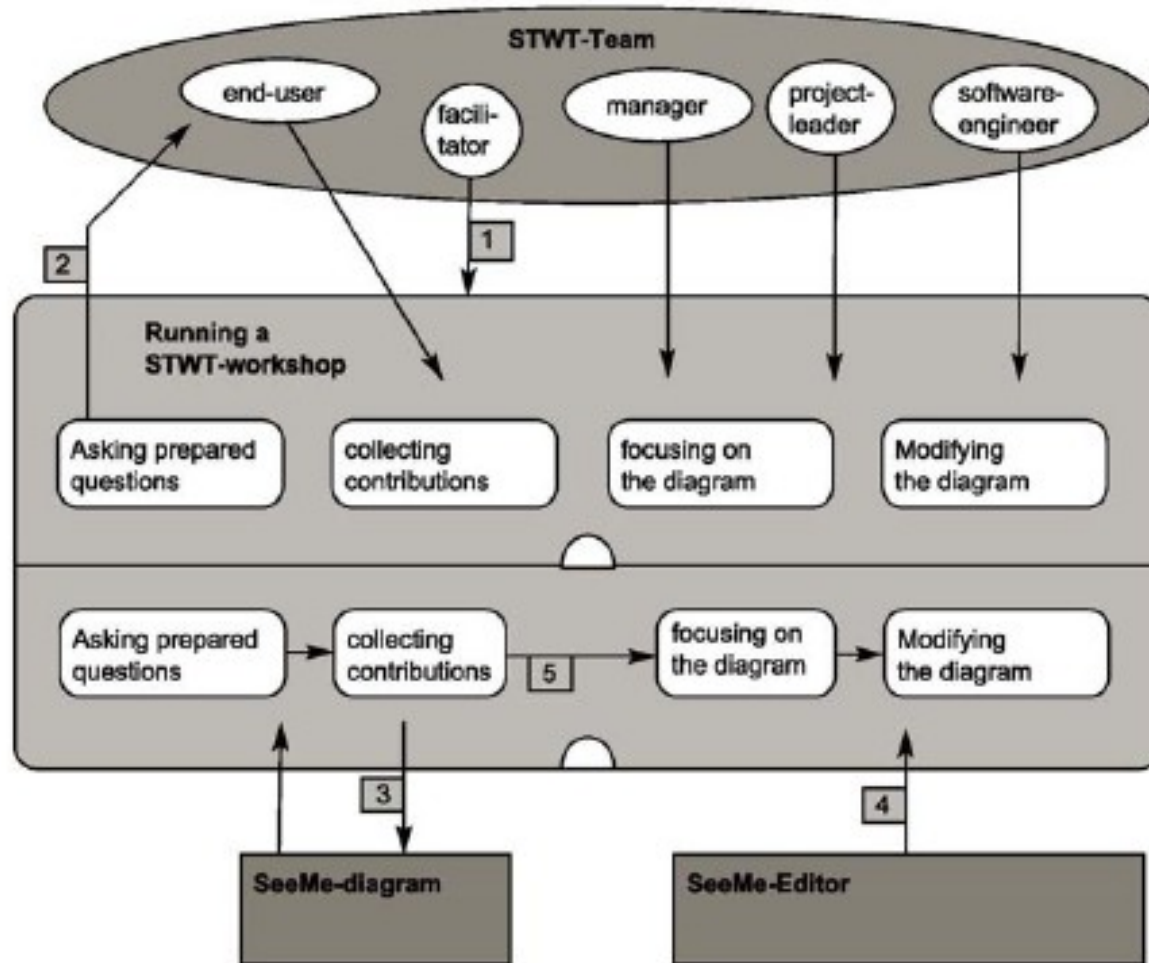 STWT-Team
end-user
facili-
tator
manager
project-
leader
software-
engineer
1
2
Running a
STWT-workshop
Asking prepared
questions
collecting
contributions
focusing on
the diagram
Modifying
the diagram
Asking prepared
questions
collecting
contributions
5
focusing on
the diagram
Modifying
the diagram
3
4
SeeMe-diagram
SeeMe-Editor